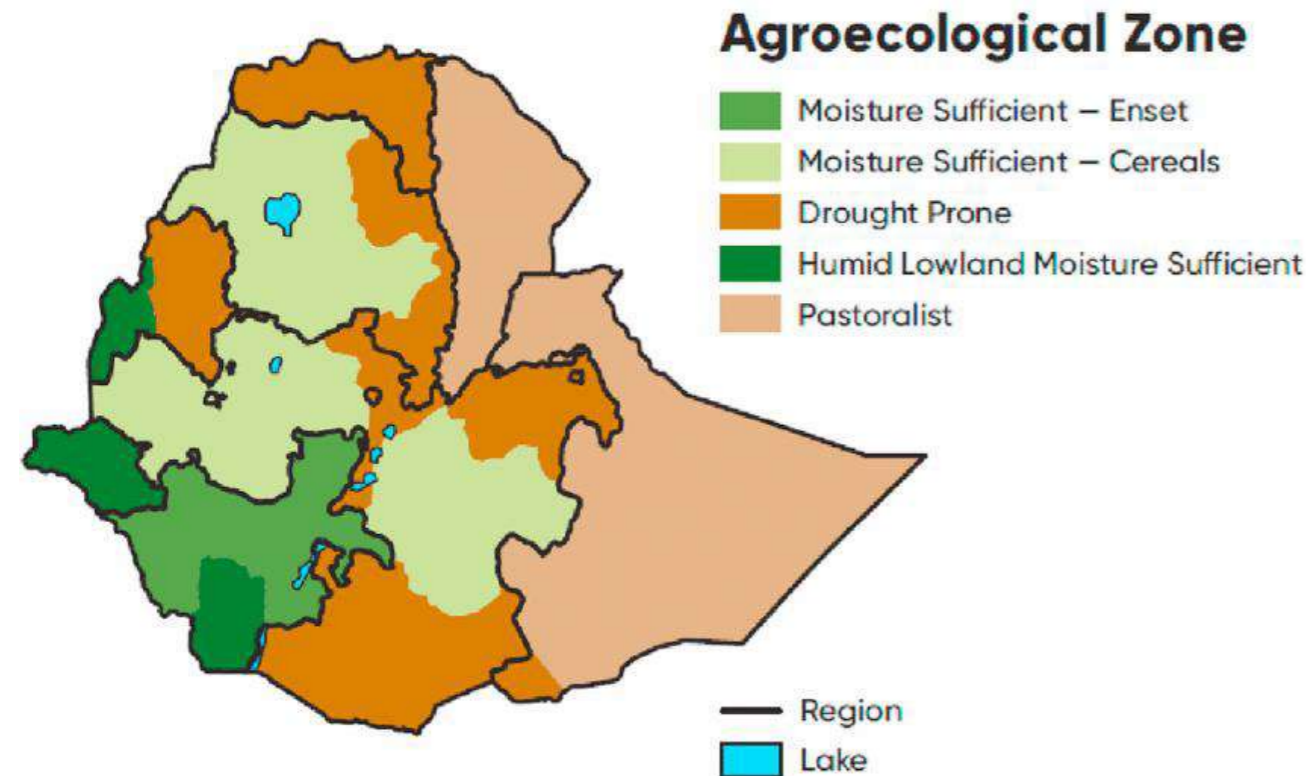 Agroecological Zone
Moisture Sufficient – Enset
Moisture Sufficient – Cereals
Drought Prone
Humid Lowland Moisture Sufficient
Pastoralist
Region
Lake